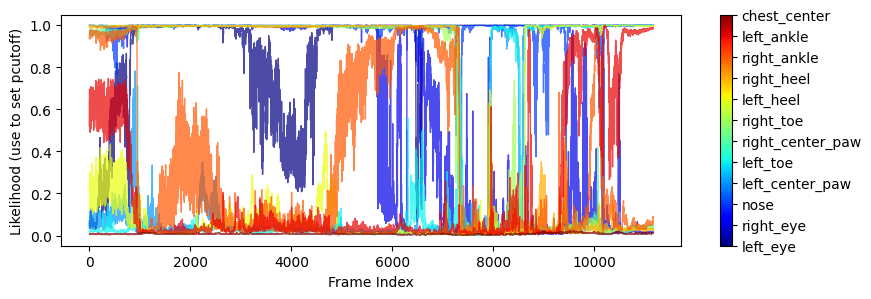 Likelihood (use to set pcutoff)
1.0
0.8
0.6
0.4
0.2
0.0
0
2000
4000
6000
8000
10000
Frame Index
chest_center
left_ankle
right_ankle
right_heel
left_heel
right_toe
right_center_paw
left_toe
left_center_paw
nose
right_eye
left_eye